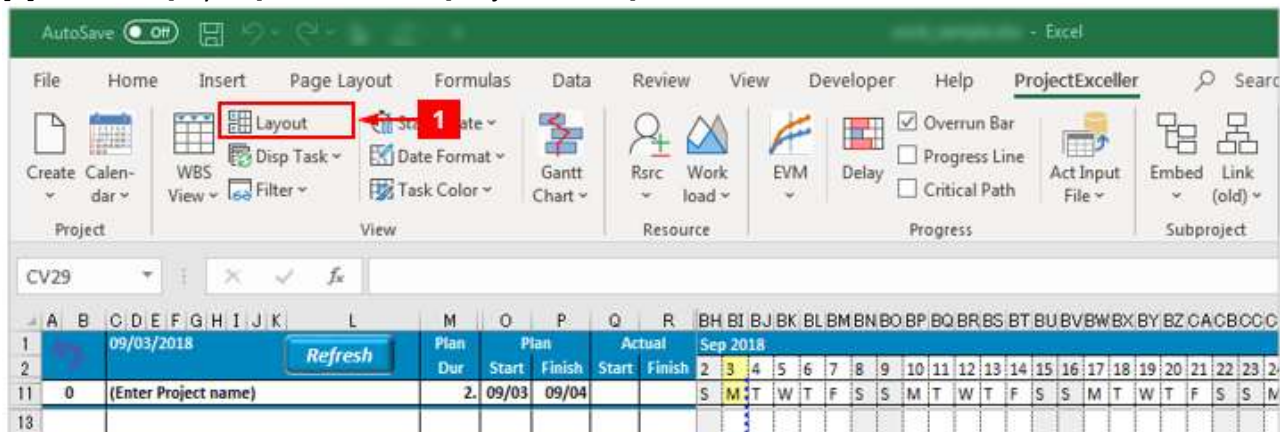 AutoSave Off - Excel
File Home Insert Page Layout Formulas Data Review View Developer Help ProjectExceller
Layout 1
Overrun Bar
Disp Task Date Format Progress Line
Create Calen- WBS Gantt Rsrc Work EVM Delay Act Input Embed Link
dar View Filter Task Color Chart load Critical Path File (old)
Project View Resource Progress Subproject
CV29 fx
A B C D E F G H I J K L M O P Q R BH BI BJ BK BL BM BN BO BP BQ BR BS BT BU BV BW BX BY BZ CA CB CC
1 09/03/2018 Refresh Plan Plan Actual Sep 2018
2 Dur Start Finish Start Finish 2 3 4 5 6 7 8 9 10 11 12 13 14 15 16 17 18 19 20 21 22 23
11 0 (Enter Project name) 2. 09/03 09/04 S M T W T F S S M T W T F S S M T W T F S S M
13